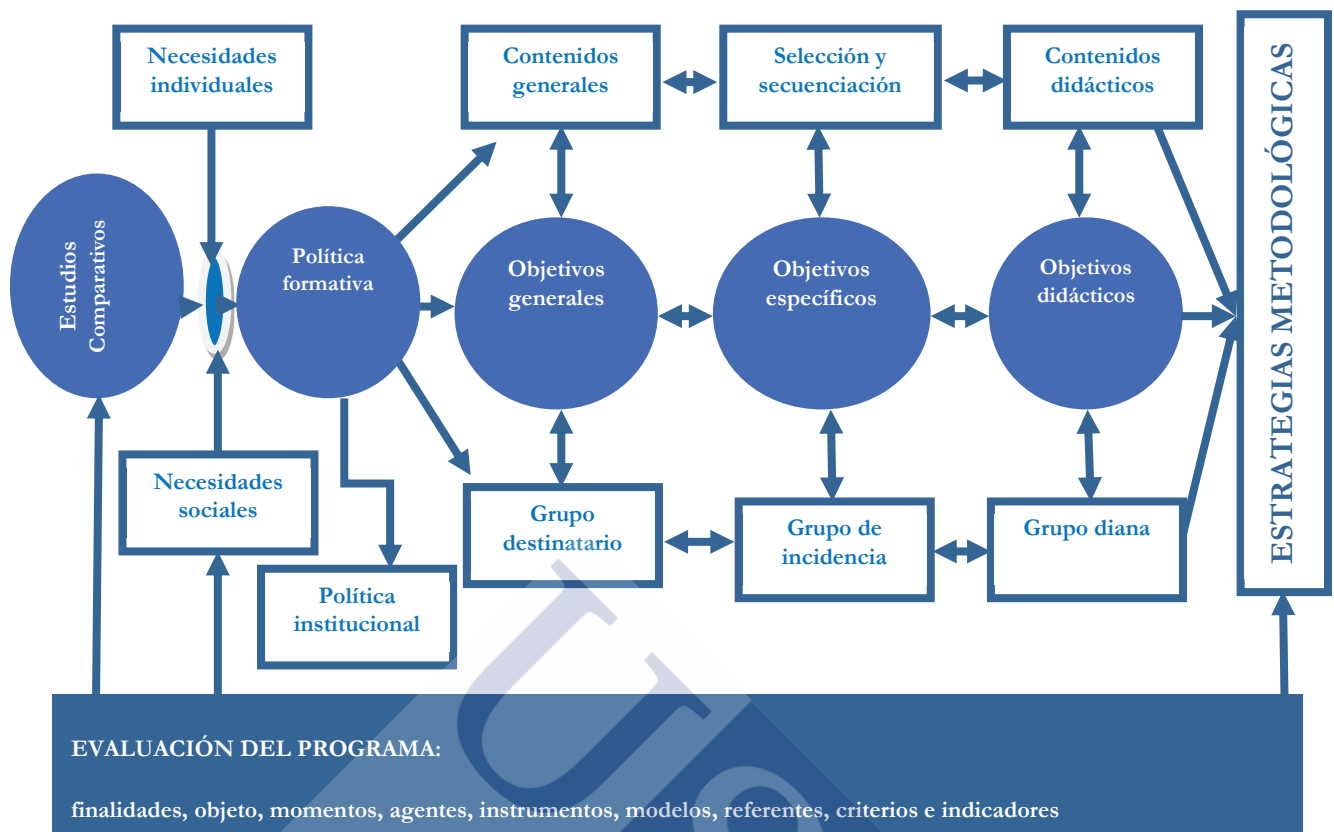 Necesidades
individuales
Contenidos
generales
Selección y
secuenciación
Contenidos
didácticos
ESTRATEGIAS METODOLÓGICAS
Estudios
Comparativos
Política
formativa
Objetivos
generales
Objetivos
específicos
Objetivos
didácticos
Necesidades
sociales
Grupo
destinatario
Grupo de
incidencia
Grupo diana
Política
institucional
EVALUACIÓN DEL PROGRAMA:
finalidades, objeto, momentos, agentes, instrumentos, modelos, referentes, criterios e indicadores